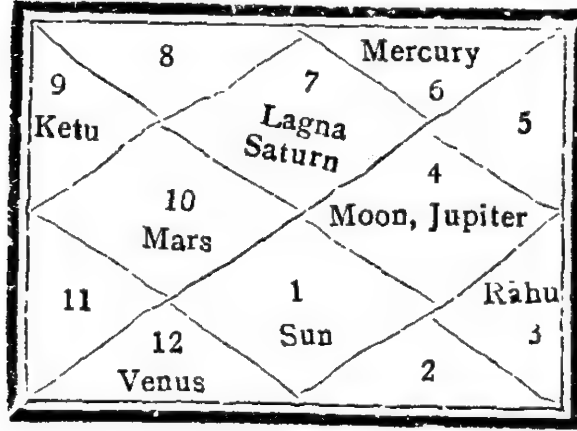 8
Mercury
6
9
Ketu
7
Lagna
Saturn
5
10
Mars
4
Moon, Jupiter
11
1
Sun
Rāhu
3
12
Venus
2